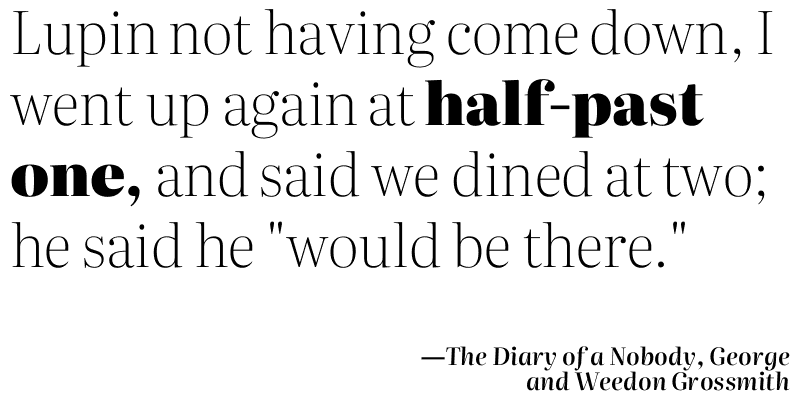 Lupin not having come down, I
went up again at half-past
one, and said we dined at two;
he said he "would be there."
—The Diary of a Nobody, George
and Weedon Grossmith